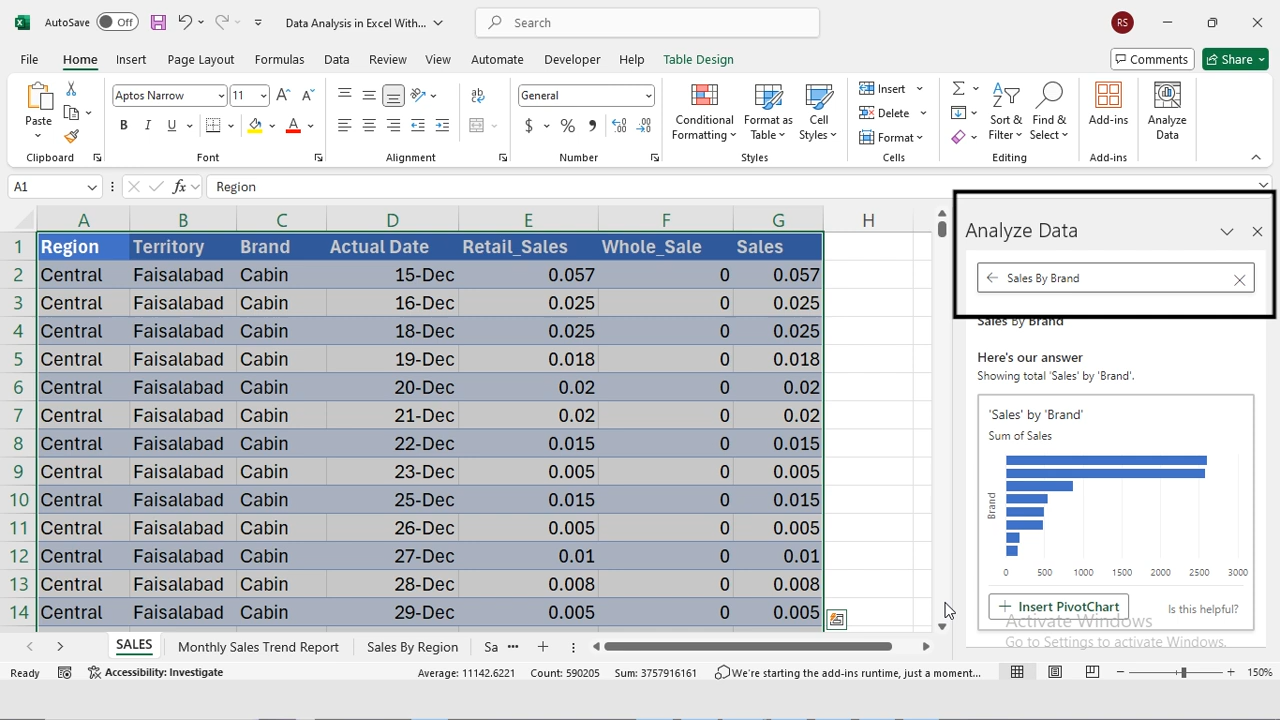 AutoSave Off Data Analysis in Excel With... Search RS
File Home Insert Page Layout Formulas Data Review View Automate Developer Help Table Design Comments Share
Paste Aptos Narrow 11 General Conditional Formatting Format as Table Cell Styles Insert Delete Format Sort & Filter Find & Select Add-ins Analyze Data
B I U
Clipboard Font Alignment Number Styles Cells Editing Add-ins
A1 fx Region
A B C D E F G H
1 Region Territory Brand Actual Date Retail_Sales Whole_Sale Sales
2 Central Faisalabad Cabin 15-Dec 0.057 0 0.057
3 Central Faisalabad Cabin 16-Dec 0.025 0 0.025
4 Central Faisalabad Cabin 18-Dec 0.025 0 0.025
5 Central Faisalabad Cabin 19-Dec 0.018 0 0.018
6 Central Faisalabad Cabin 20-Dec 0.02 0 0.02
7 Central Faisalabad Cabin 21-Dec 0.02 0 0.02
8 Central Faisalabad Cabin 22-Dec 0.015 0 0.015
9 Central Faisalabad Cabin 23-Dec 0.005 0 0.005
10 Central Faisalabad Cabin 25-Dec 0.015 0 0.015
11 Central Faisalabad Cabin 26-Dec 0.005 0 0.005
12 Central Faisalabad Cabin 27-Dec 0.01 0 0.01
13 Central Faisalabad Cabin 28-Dec 0.008 0 0.008
14 Central Faisalabad Cabin 29-Dec 0.005 0 0.005
Analyze Data
Sales By Brand
Sales By Brand
Here's our answer
Showing total 'Sales' by 'Brand'.
'Sales' by 'Brand'
Sum of Sales
Brand
0 500 1000 1500 2000 2500 3000
Insert PivotChart Is this helpful?
Activate Windows
Go to Settings to activate Windows.
SALES Monthly Sales Trend Report Sales By Region Sa ...
Ready Accessibility: Investigate Average: 11142.6221 Count: 590205 Sum: 3757916161 We're starting the add-ins runtime, just a moment... 150%